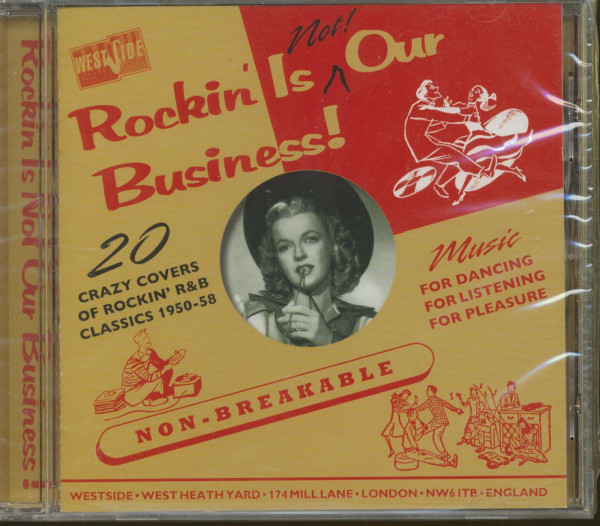 Rockin Is Not Our Business!
WEST SIDE
Not!
Rockin' Is ^ Our
Business!
20
CRAZY COVERS
OF ROCKIN' R&B
CLASSICS 1950-58
Music
FOR DANCING
FOR LISTENING
FOR PLEASURE
NON-BREAKABLE
WESTSIDE • WEST HEATH YARD • 174 MILL LANE • LONDON • NW6 1TB • ENGLAND